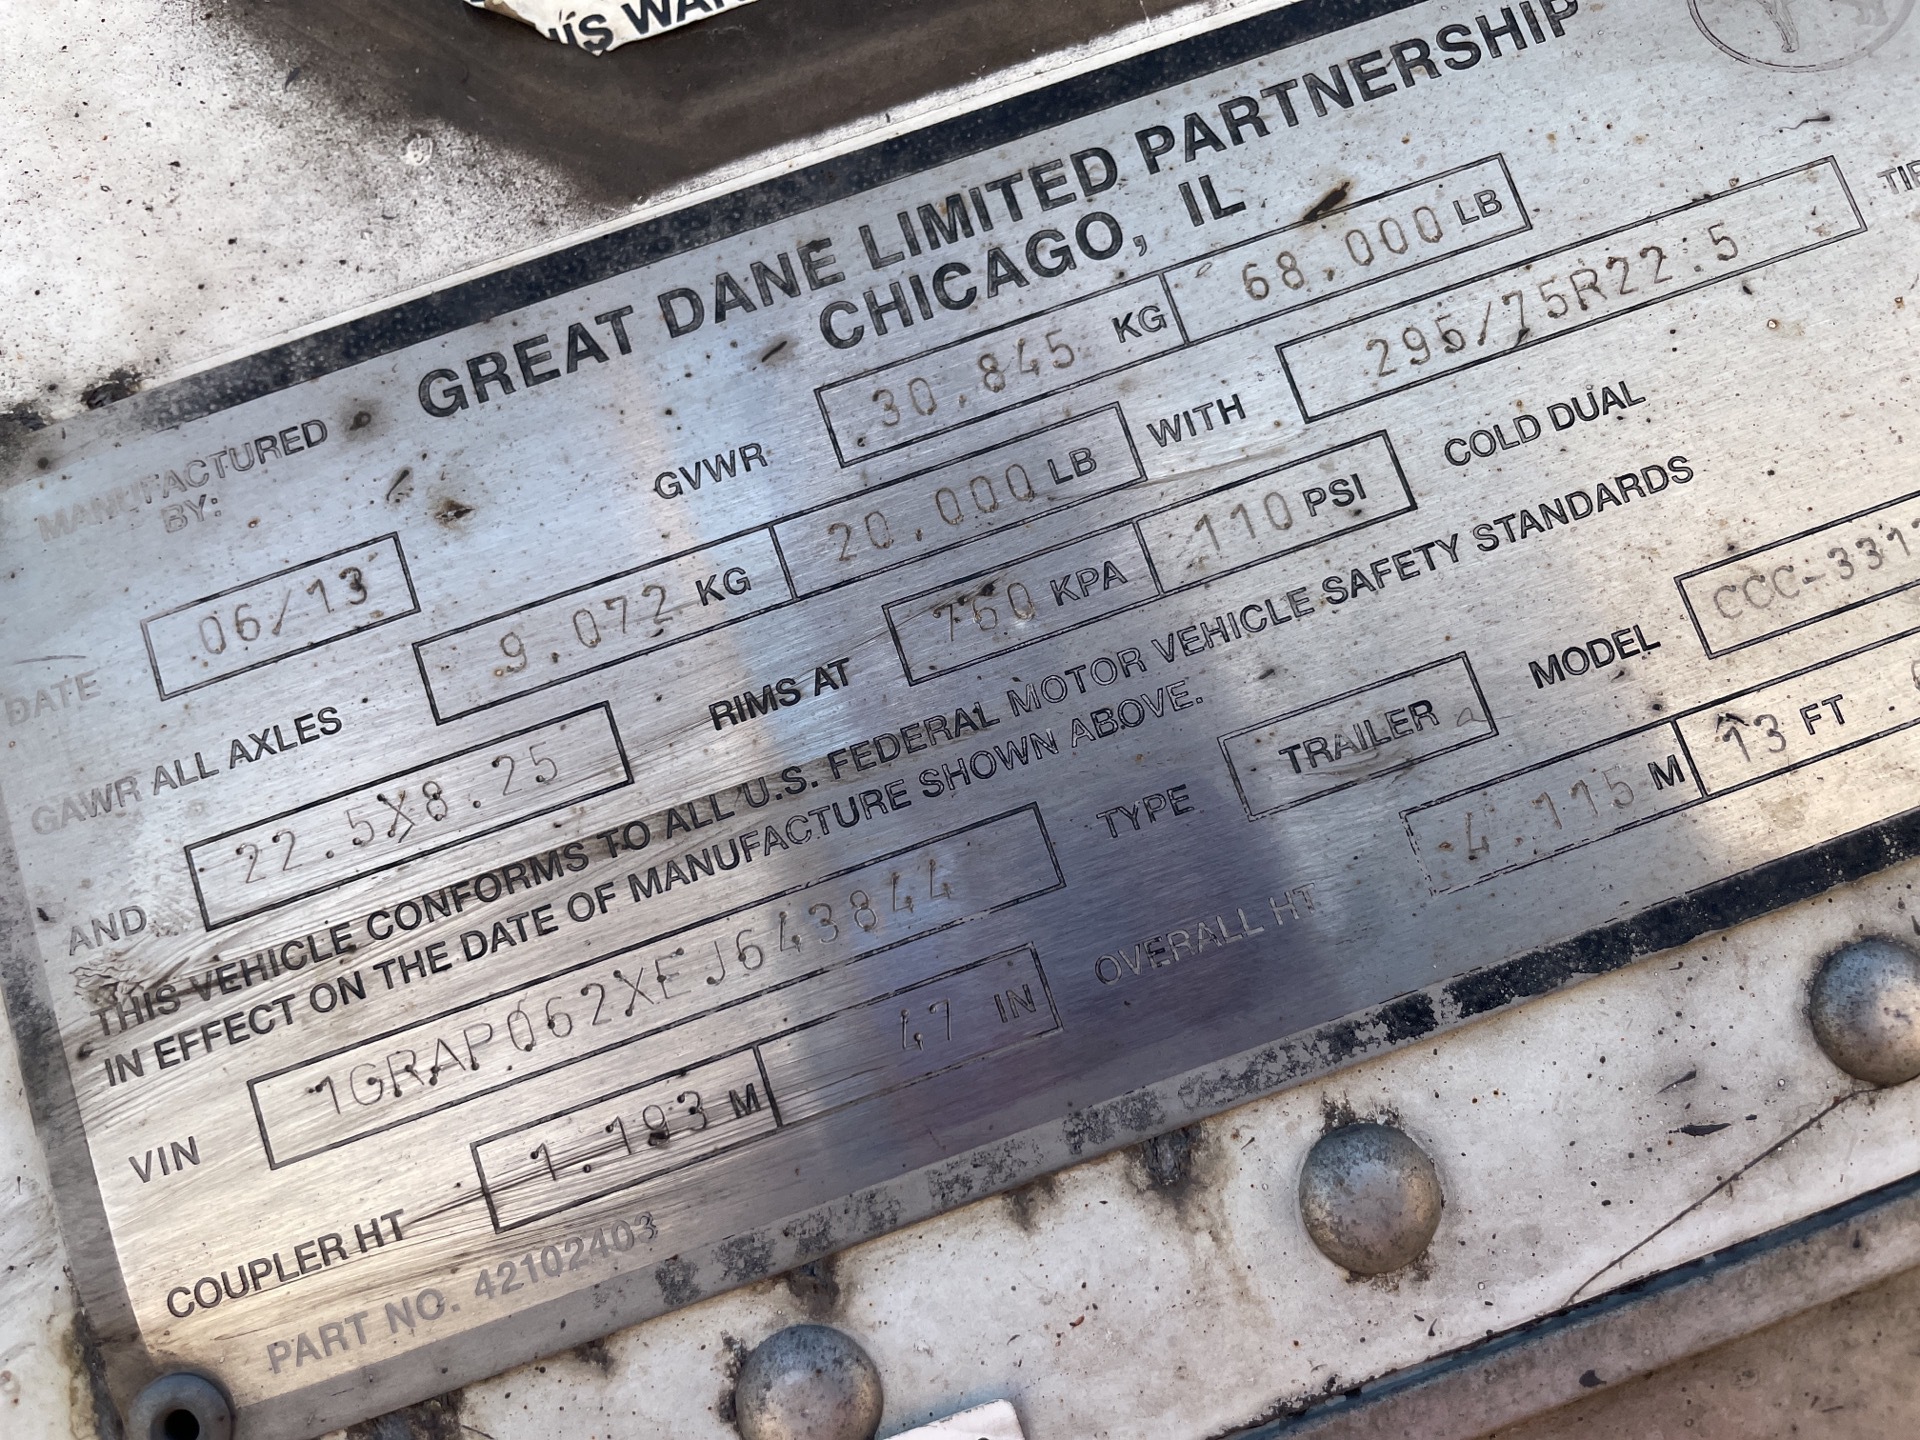 IS WAR
GREAT DANE LIMITED PARTNERSHIP
CHICAGO, IL
MANUFACTURED BY:
DATE 06/13 GVWR 30.845 KG 68.000 LB
GAWR ALL AXLES 9.072 KG 20.000 LB WITH 295/75R22.5
AND 22.5X8.25 RIMS AT 760 KPA 110 PSI COLD DUAL
THIS VEHICLE CONFORMS TO ALL U.S. FEDERAL MOTOR VEHICLE SAFETY STANDARDS
IN EFFECT ON THE DATE OF MANUFACTURE SHOWN ABOVE.
VIN 1GRAP062XEJ643844 TYPE TRAILER MODEL
COUPLER HT 1.193 M 47 IN OVERALL HT 4.115 M 13 FT
PART NO. 42102403